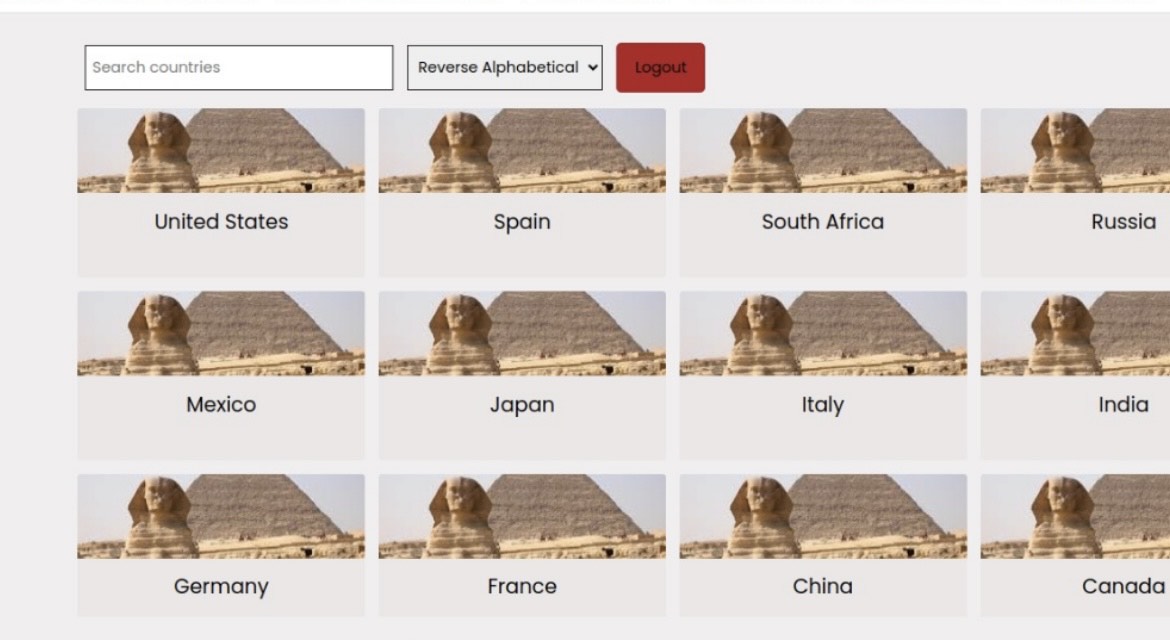 Search countries Reverse Alphabetical Logout
United States Spain South Africa Russia
Mexico Japan Italy India
Germany France China Canada